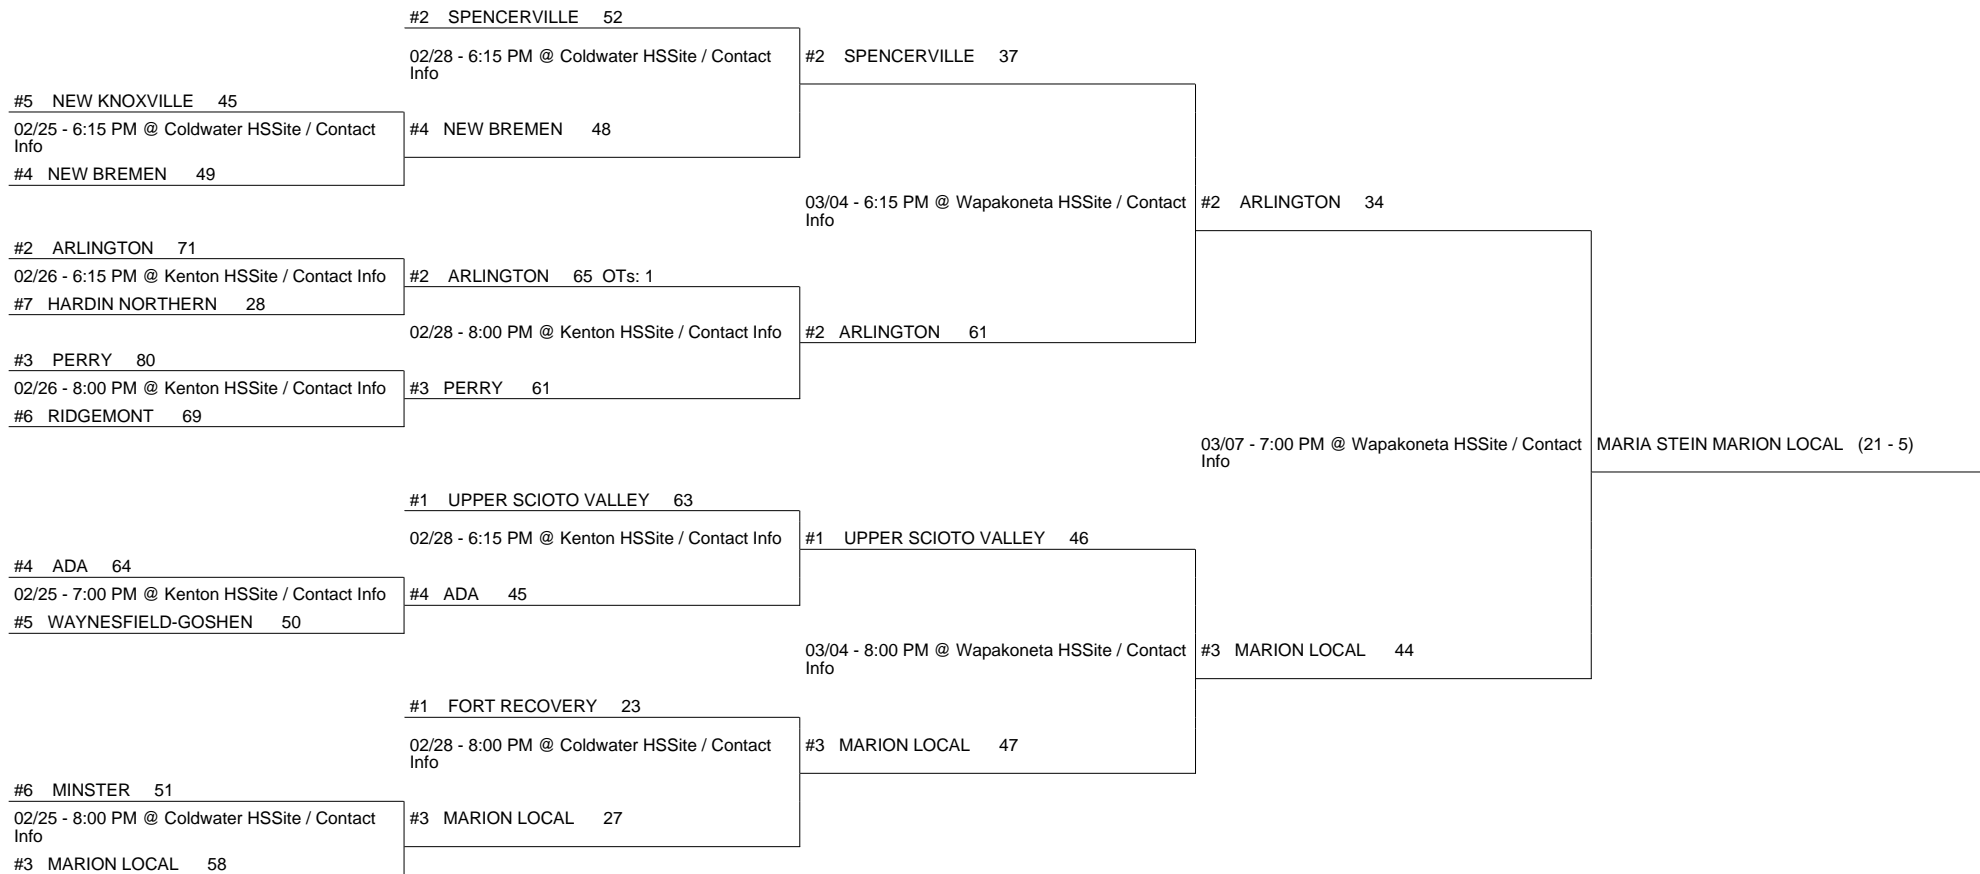 #2 SPENCERVILLE 52
02/28 - 6:15 PM @ Coldwater HSSite / Contact
Info
#2 SPENCERVILLE 37
#5 NEW KNOXVILLE 45
02/25 - 6:15 PM @ Coldwater HSSite / Contact
Info
#4 NEW BREMEN 48
#4 NEW BREMEN 49
03/04 - 6:15 PM @ Wapakoneta HSSite / Contact
Info
#2 ARLINGTON 34
#2 ARLINGTON 71
02/26 - 6:15 PM @ Kenton HSSite / Contact Info
#2 ARLINGTON 65 OTs: 1
#7 HARDIN NORTHERN 28
02/28 - 8:00 PM @ Kenton HSSite / Contact Info
#2 ARLINGTON 61
#3 PERRY 80
02/26 - 8:00 PM @ Kenton HSSite / Contact Info
#3 PERRY 61
#6 RIDGEMONT 69
03/07 - 7:00 PM @ Wapakoneta HSSite / Contact
Info
MARIA STEIN MARION LOCAL (21 - 5)
#1 UPPER SCIOTO VALLEY 63
02/28 - 6:15 PM @ Kenton HSSite / Contact Info
#1 UPPER SCIOTO VALLEY 46
#4 ADA 64
02/25 - 7:00 PM @ Kenton HSSite / Contact Info
#4 ADA 45
#5 WAYNESFIELD-GOSHEN 50
03/04 - 8:00 PM @ Wapakoneta HSSite / Contact
Info
#3 MARION LOCAL 44
#1 FORT RECOVERY 23
02/28 - 8:00 PM @ Coldwater HSSite / Contact
Info
#3 MARION LOCAL 47
#6 MINSTER 51
02/25 - 8:00 PM @ Coldwater HSSite / Contact
Info
#3 MARION LOCAL 27
#3 MARION LOCAL 58